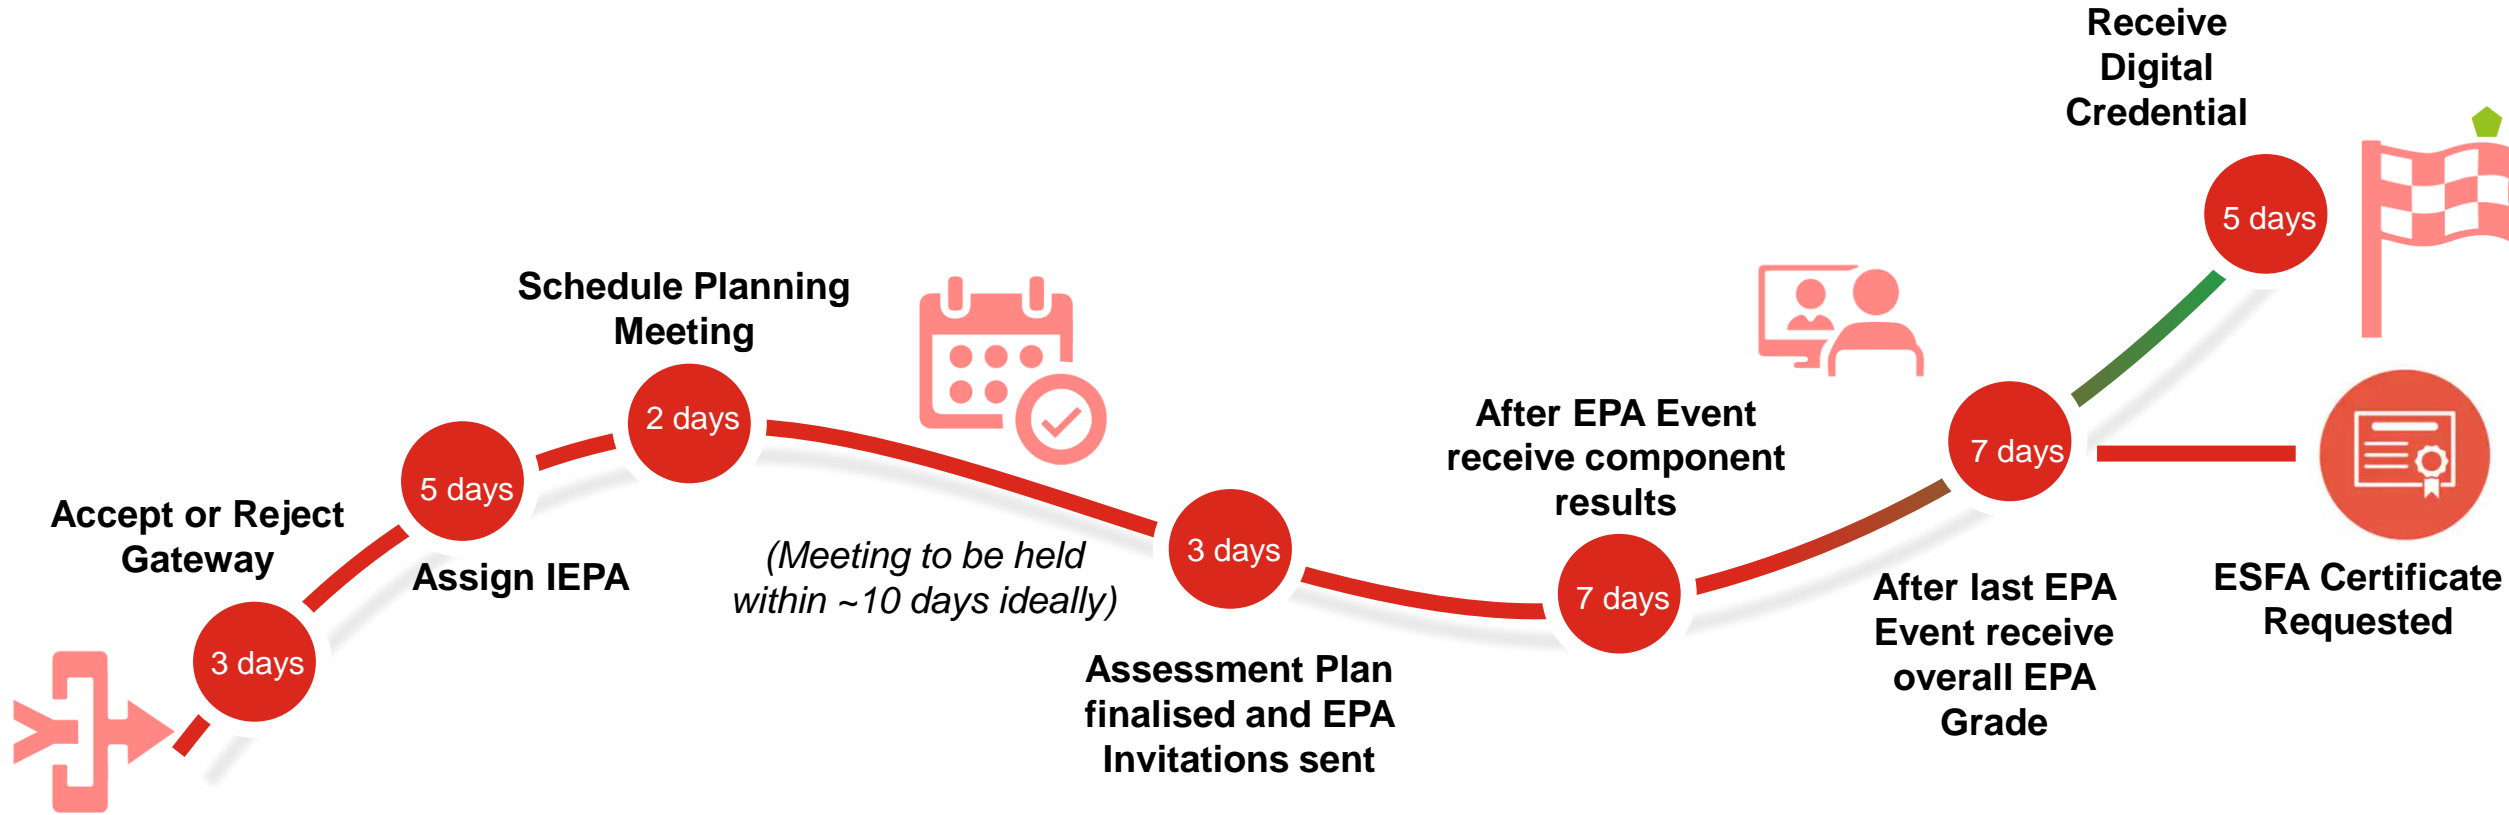 Accept or Reject
Gateway
3 days
5 days
Assign IEPA
Schedule Planning
Meeting
2 days
(Meeting to be held
within ~10 days ideally)
3 days
Assessment Plan
finalised and EPA
Invitations sent
After EPA Event
receive component
results
7 days
7 days
After last EPA
Event receive
overall EPA
Grade
Receive
Digital
Credential
5 days
ESFA Certificate
Requested